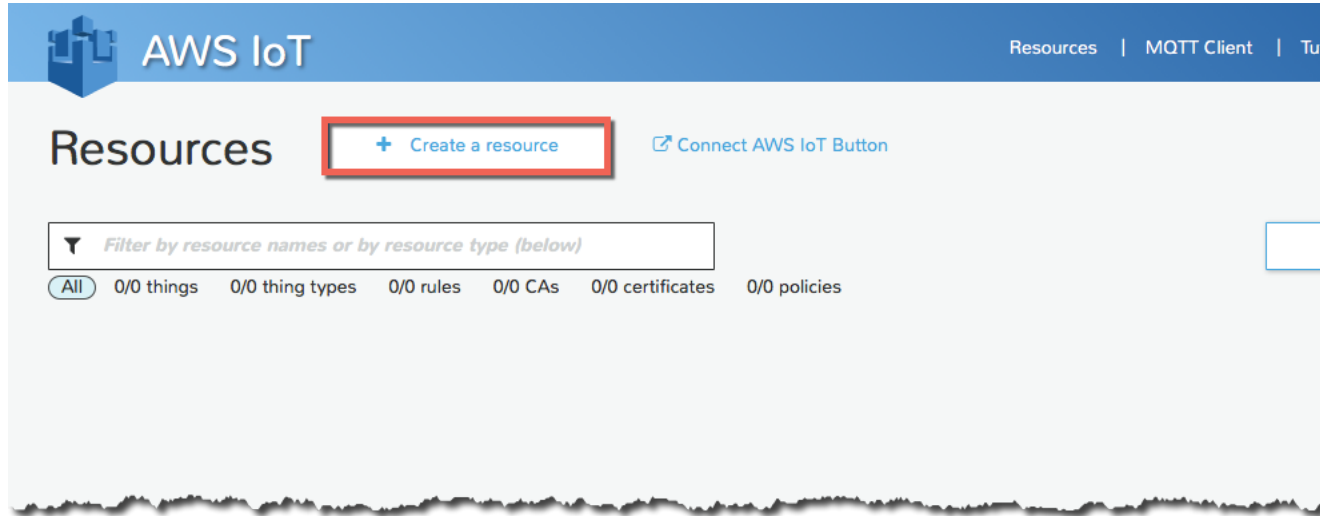 AWS IoT
Resources | MQTT Client |
Resources
+ Create a resource
Connect AWS IoT Button
Filter by resource names or by resource type (below)
All 0/0 things 0/0 thing types 0/0 rules 0/0 CAs 0/0 certificates 0/0 policies